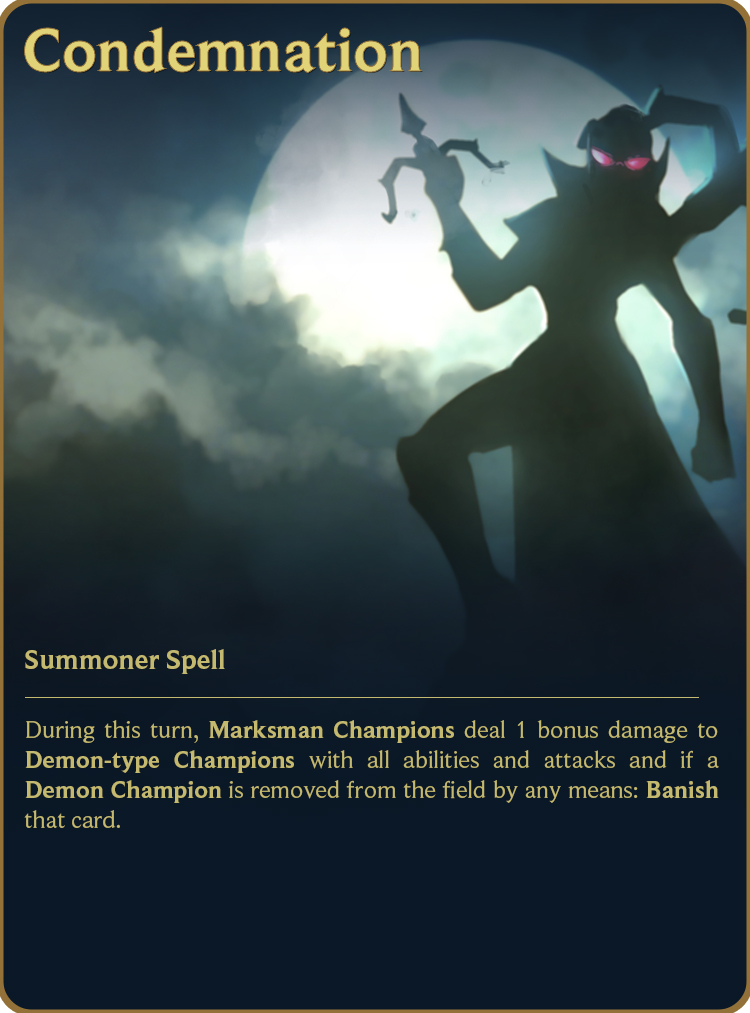 Condemnation
Summoner Spell
During this turn, Marksman Champions deal 1 bonus damage to
Demon-type Champions with all abilities and attacks and if a
Demon Champion is removed from the field by any means: Banish
that card.